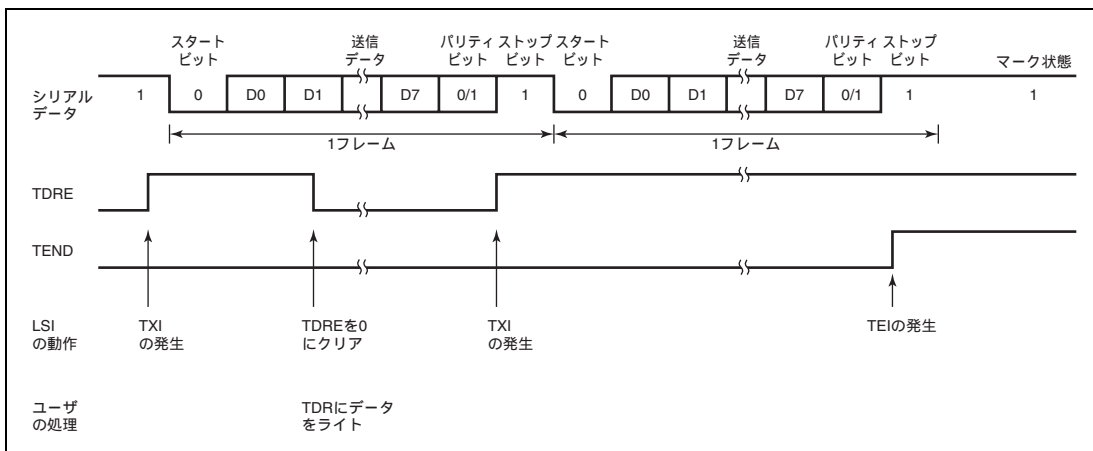 スタート
ビット
送信
データ
パリティ
ビット
ストップ
ビット
スタート
ビット
送信
データ
パリティ
ビット
ストップ
ビット
マーク状態
シリアル
データ
1 0 D0 D1 D7 0/1 1 0 D0 D1 D7 0/1 1 1
1フレーム 1フレーム
TDRE
TEND
LSI
の動作
TXI
の発生
TDREを0
にクリア
TXI
の発生
TEIの発生
ユーザ
の処理
TDRにデータ
をライト